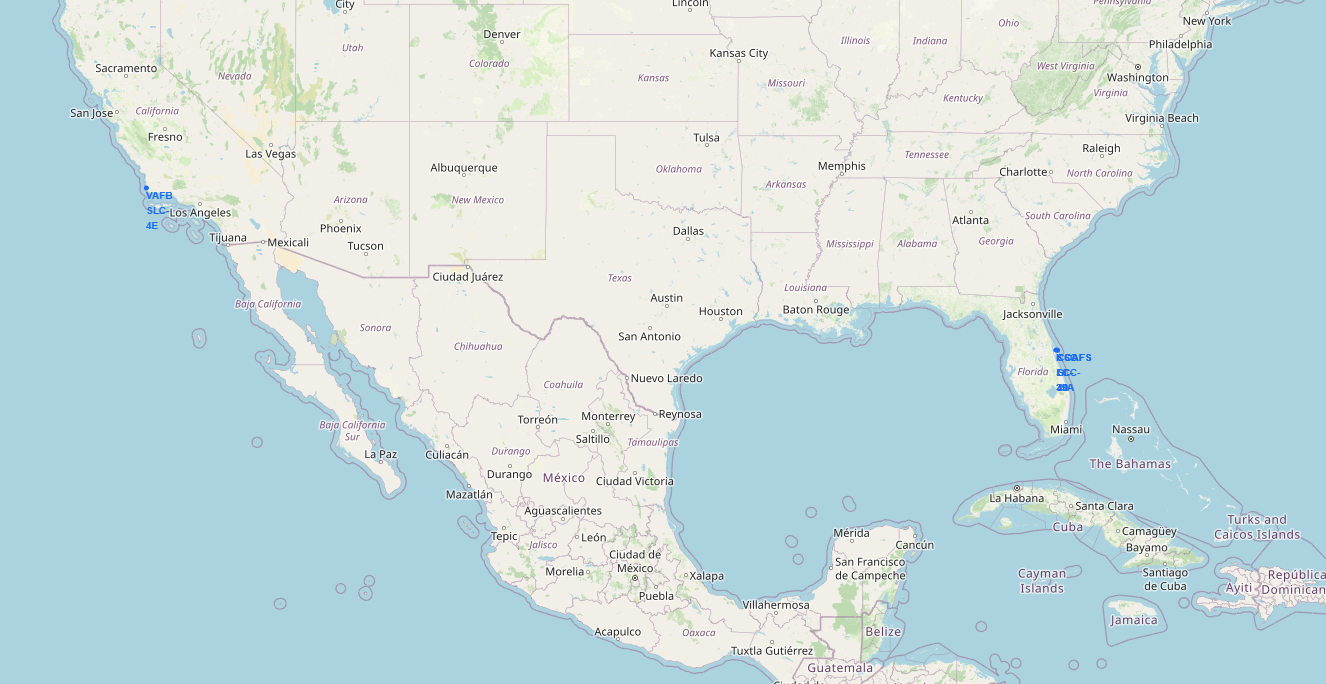 City
Lincoln
Pennsylvania
New York
Ohio
Denver
Utah
Illinois
Indiana
Philadelphia
Kansas City
Sacramento
Nevada
Colorado
Kansas
Missouri
West Virginia
Washington
Virginia
Kentucky
San Jose
California
Virginia Beach
Fresno
Tulsa
Las Vegas
Raleigh
Albuquerque
Oklahoma
Memphis
Tennessee
Charlotte
North Carolina
Arkansas
VAFB
SLC-
4E
Arizona
New Mexico
Los Angeles
South Carolina
Atlanta
Phoenix
Dallas
Tijuana
Mexicali
Tucson
Mississippi
Alabama
Georgia
Ciudad Juárez
Texas
Louisiana
Baja California
Austin
Houston
Baton Rouge
Jacksonville
Sonora
San Antonio
Chihuahua
CCAFS
SLC-
Florida
Nuevo Laredo
Coahuila
Torreón
Monterrey
Reynosa
Baja California
Sur
Saltillo
Tamaulipas
Miami
Nassau
La Paz
Culiacán
Durango
The Bahamas
Durango
México
Ciudad Victoria
Mazatlán
La Habana
Santa Clara
Aguascalientes
Cuba
Camagüey
Turks and
Caicos Islands
Tepic
León
Jalisco
Mérida
Cancún
Bayamo
Ciudad de
México
Morelia
Xalapa
San Francisco
de Campeche
Cayman
Islands
Santiago
de Cuba
Ayiti
República
Dominicana
Puebla
Villahermosa
Jamaica
Acapulco
Oaxaca
Belize
Tuxtla Gutiérrez
Guatemala